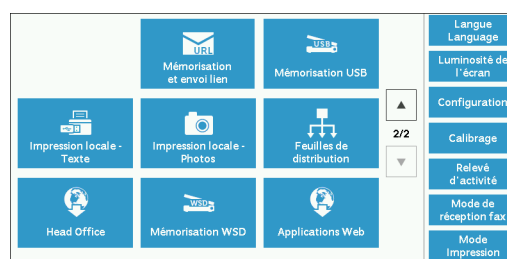 URL
Mémorisation
et envoi lien
USB
Mémorisation USB
Impression locale -
Texte
Impression locale -
Photos
Feuilles de
distribution
Head Office
WSD
Mémorisation WSD
Applications Web
2/2
Langue
Language
Luminosité de
l'écran
Configuration
Calibrage
Relevé
d'activité
Mode de
réception fax
Mode
Impression